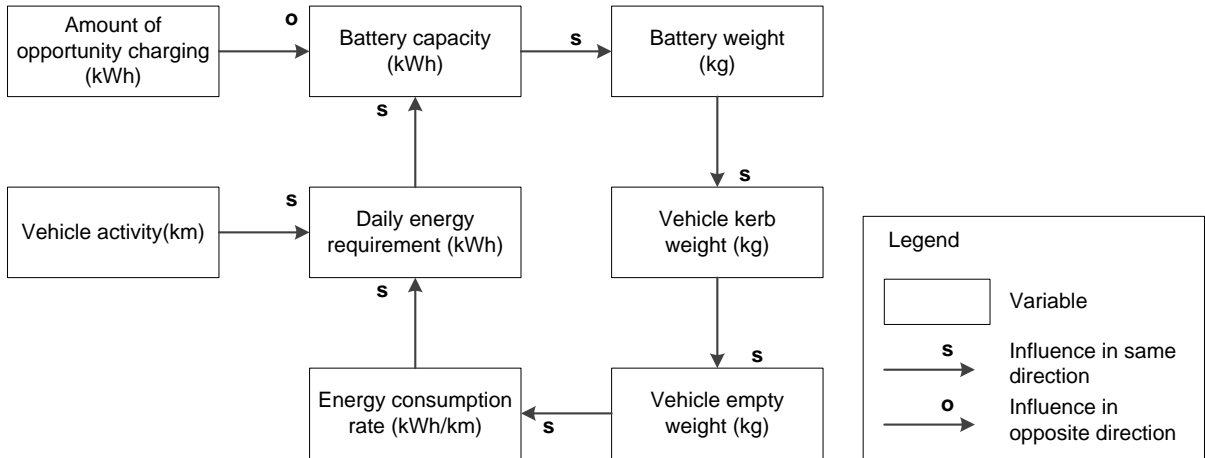 Amount of
opportunity charging
(kWh)
o
Battery capacity
(kWh)
s
Battery weight
(kg)
s
s
Vehicle activity(km)
s
Daily energy
requirement (kWh)
Vehicle kerb
weight (kg)
s
s
Energy consumption
rate (kWh/km)
s
Vehicle empty
weight (kg)
Legend
Variable
s
Influence in same
direction
o
Influence in
opposite direction